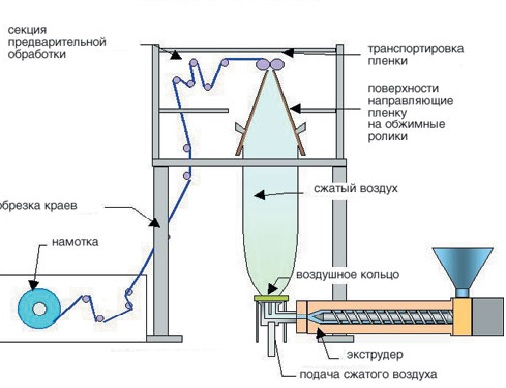 секция
предварительной
обработки
транспортировка
пленки
поверхности
направляющие
пленку
на обжимные
ролики
сжатый воздух
обрезка краев
намотка
воздушное кольцо
экструдер
подача сжатого воздуха